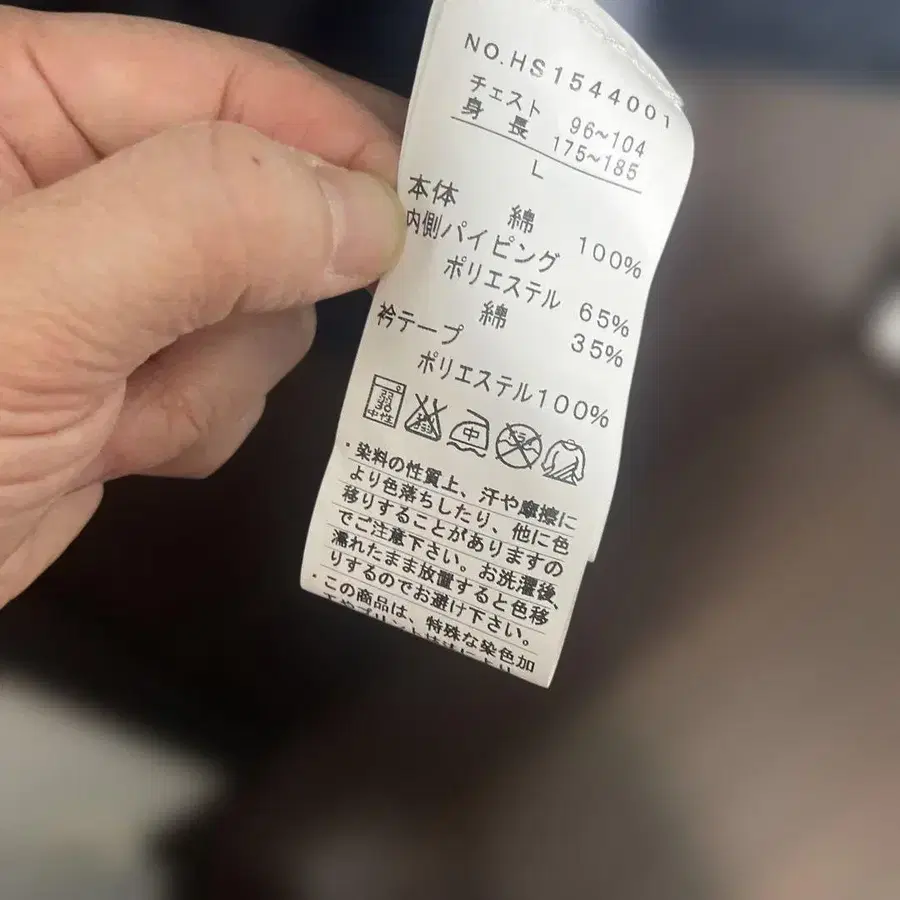 NO.HS1544001
チェスト 96~104
身長 175~185
L
本体 綿 100%
内側パイピング
ポリエステル 65%
綿 35%
衿テープ
ポリエステル100%
弱 中性 中
・染料の性質上、汗や摩擦に
より色落ちしたり、他に色
移りすることがありますの
でご注意下さい。お洗濯後、
濡れたまま放置すると色移
りするのでお避け下さい。
・この商品は、特殊な染色加